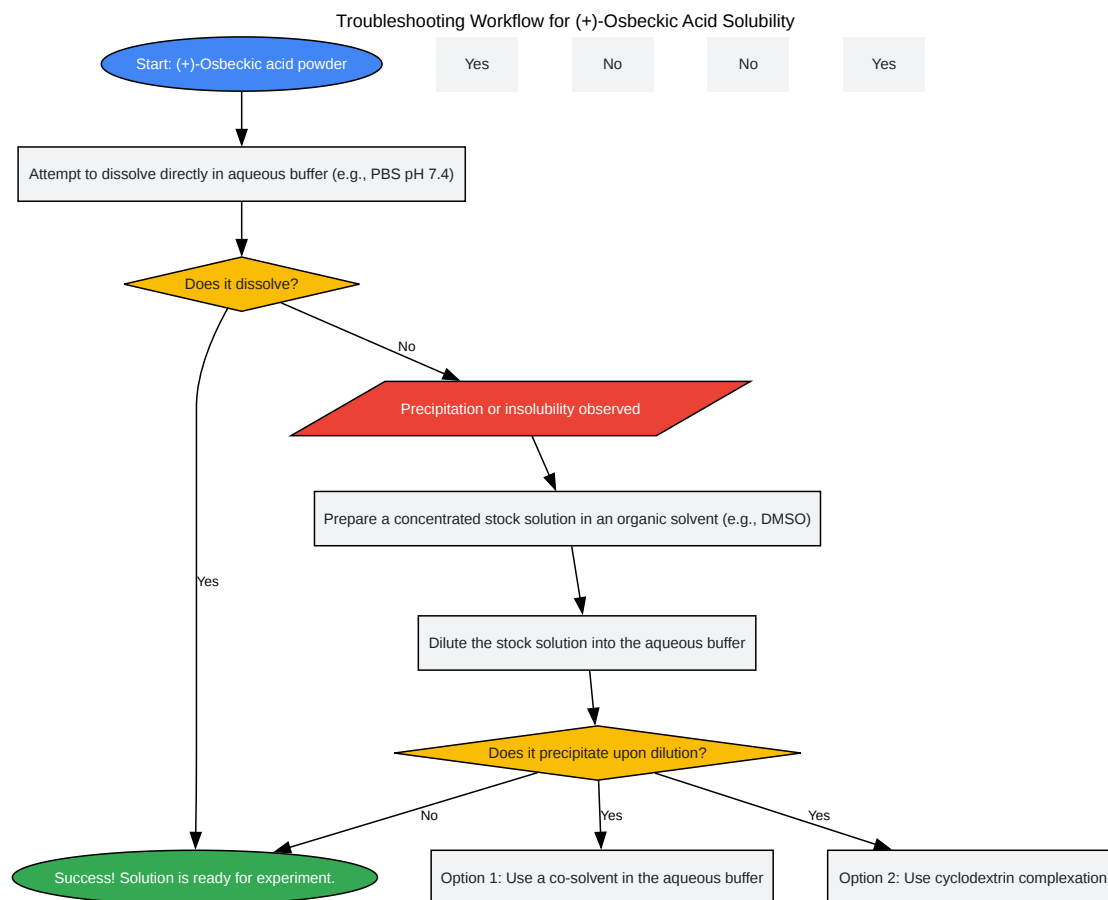 Troubleshooting Workflow for (+)-Osbeckic Acid Solubility
Start: (+)-Osbeckic acid powder
Yes
No
No
Yes
Attempt to dissolve directly in aqueous buffer (e.g., PBS pH 7.4)
Does it dissolve?
No
Precipitation or insolubility observed
Prepare a concentrated stock solution in an organic solvent (e.g., DMSO)
Yes
Dilute the stock solution into the aqueous buffer
Does it precipitate upon dilution?
No
Yes
Yes
Success! Solution is ready for experiment.
Option 1: Use a co-solvent in the aqueous buffer
Option 2: Use cyclodextrin complexation